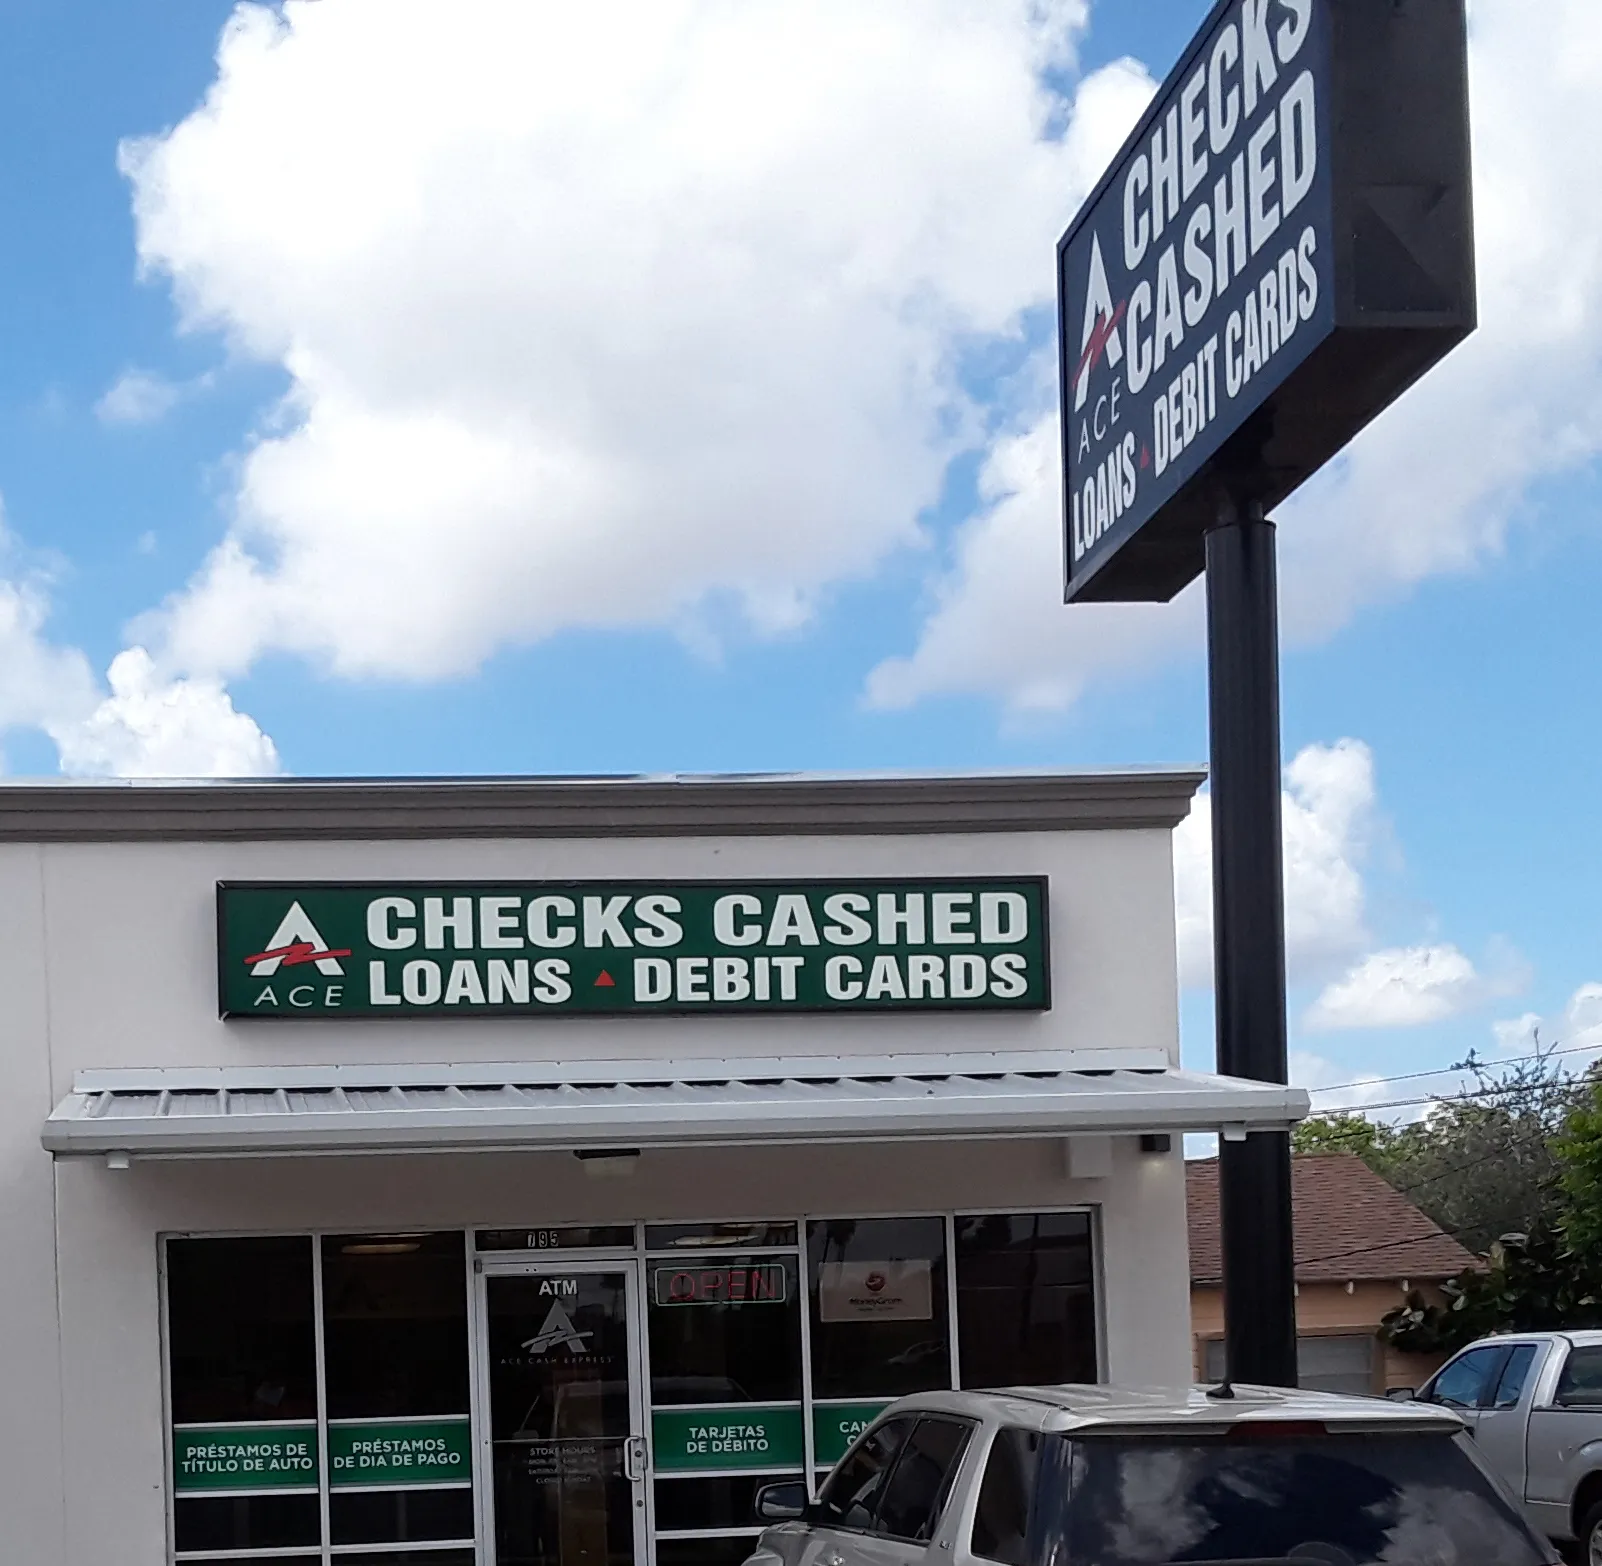 CHECKS
CASHED
ACE
LOANS DEBIT CARDS
CHECKS CASHED
LOANS DEBIT CARDS
ACE
795
ATM
ACE CASH EXPRESS
OPEN
MoneyGram
PRÉSTAMOS DE
TÍTULO DE AUTO
PRÉSTAMOS
DE DIA DE PAGO
STORE HOURS
TARJETAS
DE DÉBITO